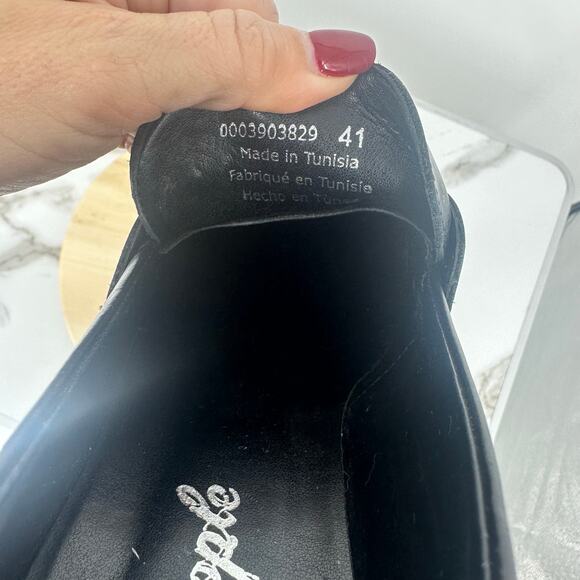 0003903829 41
Made in Tunisia
Fabriqué en Tunisie
Hecho en